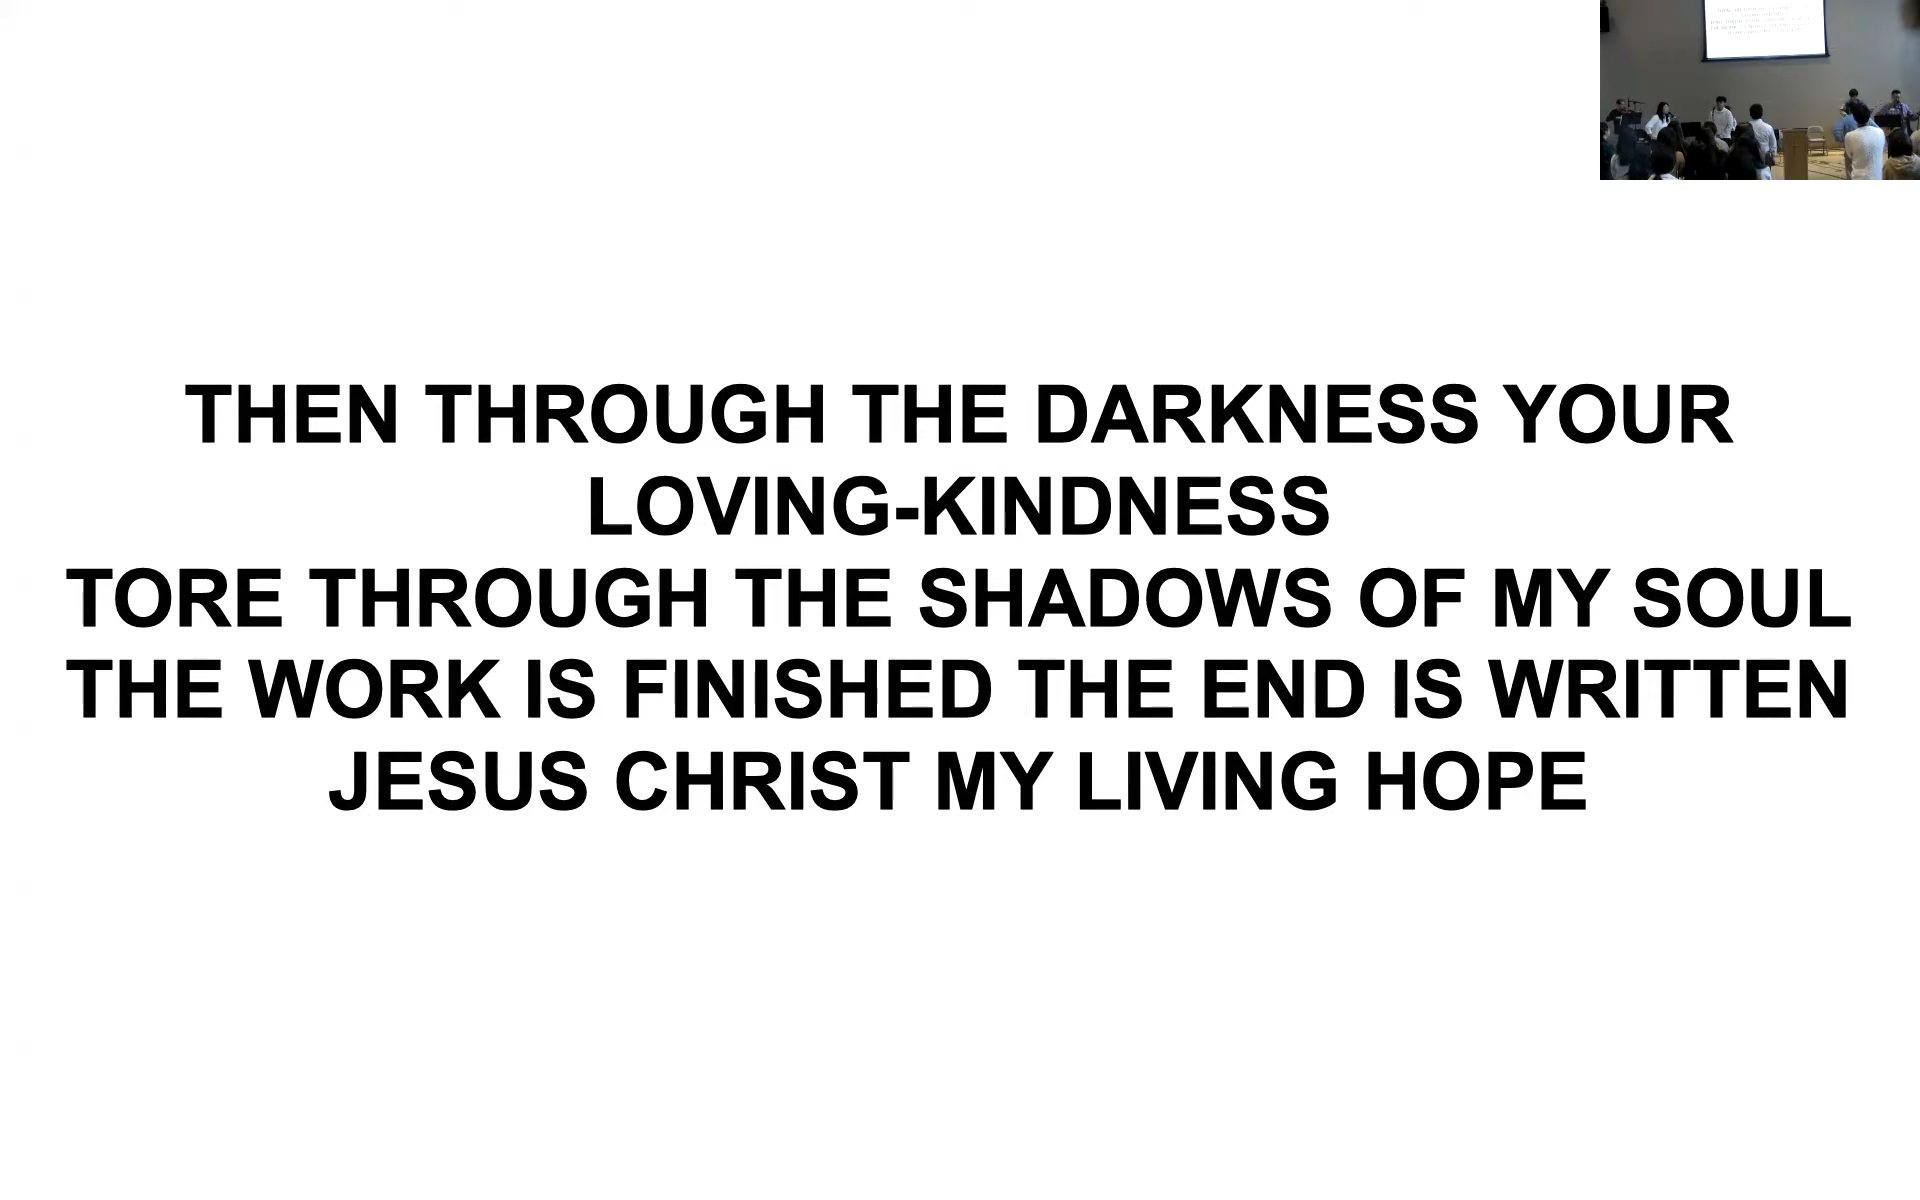 THEN THROUGH THE DARKNESS YOUR
LOVING-KINDNESS
TORE THROUGH THE SHADOWS OF MY SOUL
THE WORK IS FINISHED THE END IS WRITTEN
JESUS CHRIST MY LIVING HOPE